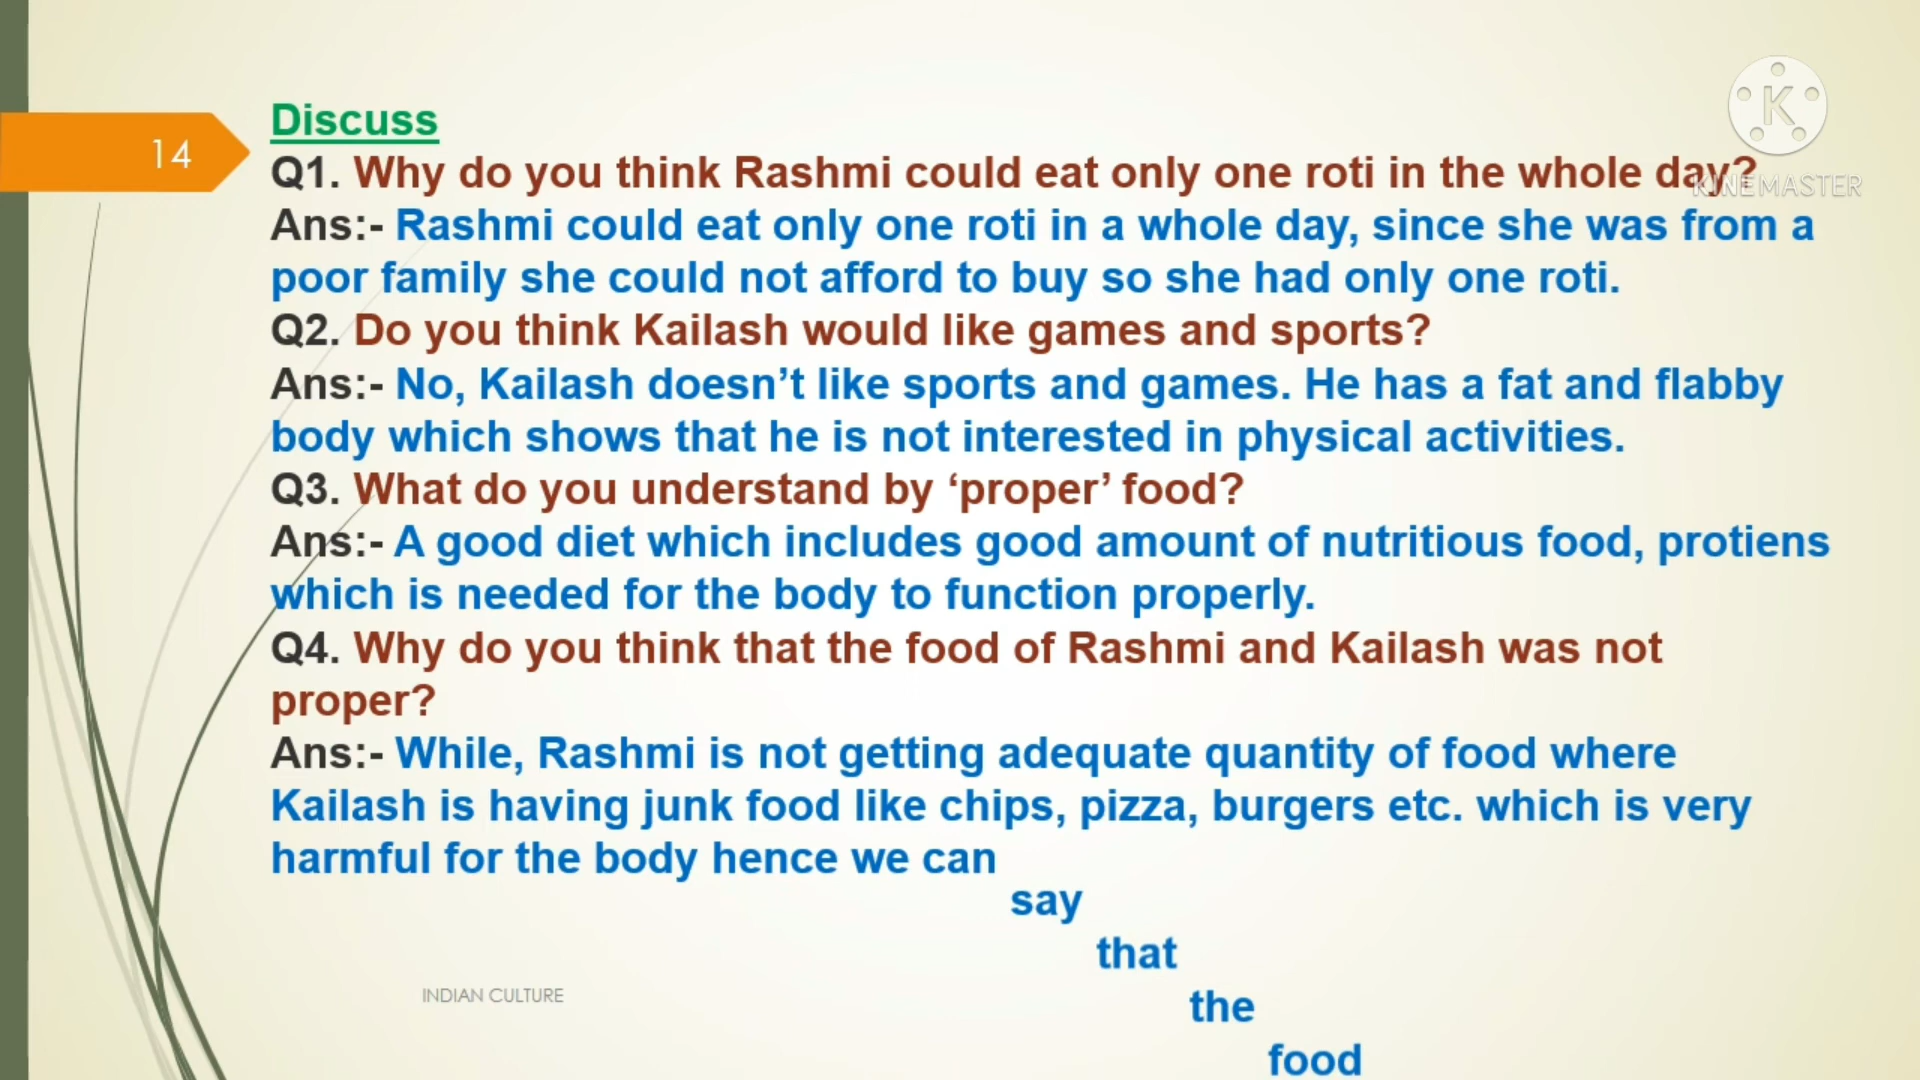 14
Discuss
Q1. Why do you think Rashmi could eat only one roti in the whole day?
Ans:- Rashmi could eat only one roti in a whole day, since she was from a
poor family she could not afford to buy so she had only one roti.
Q2. Do you think Kailash would like games and sports?
Ans:- No, Kailash doesn’t like sports and games. He has a fat and flabby
body which shows that he is not interested in physical activities.
Q3. What do you understand by ‘proper’ food?
Ans:- A good diet which includes good amount of nutritious food, protiens
which is needed for the body to function properly.
Q4. Why do you think that the food of Rashmi and Kailash was not
proper?
Ans:- While, Rashmi is not getting adequate quantity of food where
Kailash is having junk food like chips, pizza, burgers etc. which is very
harmful for the body hence we can
say
that
the
food
INDIAN CULTURE
K
KINEMASTER